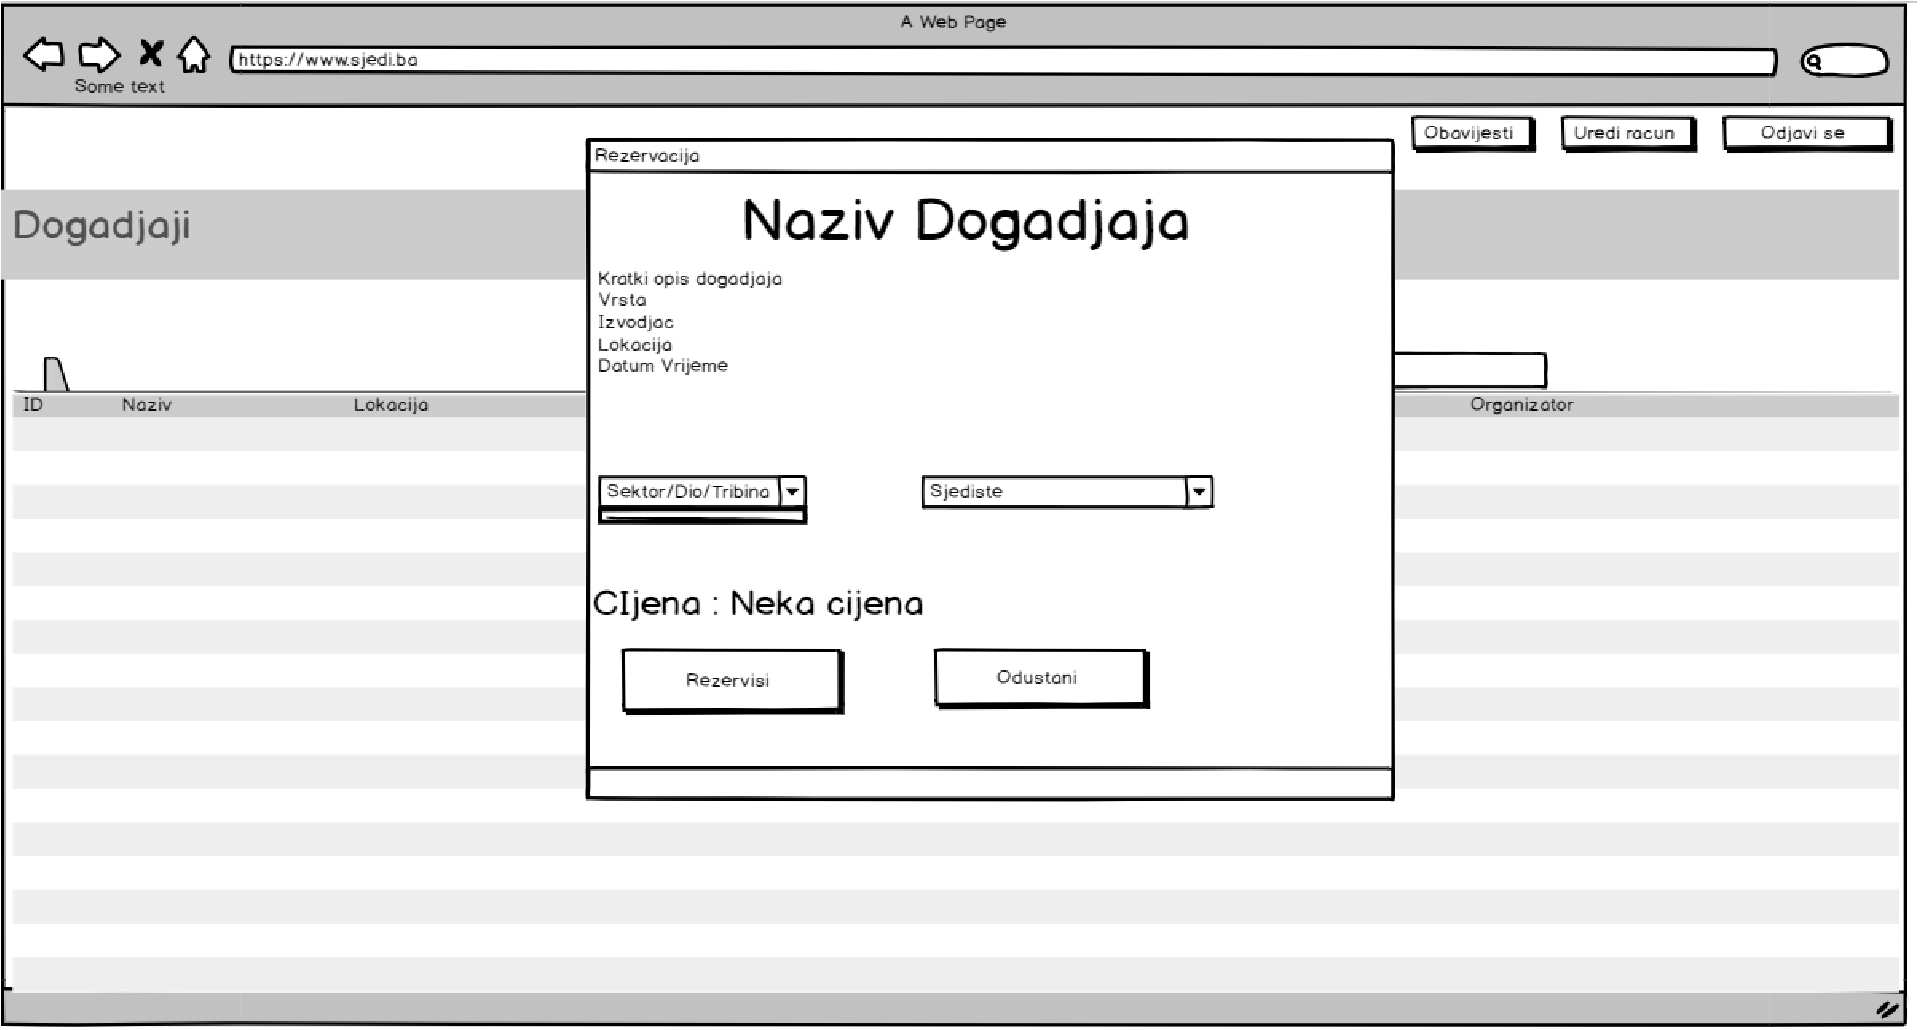 A Web Page
https://www.sjedi.ba
Some text
Obavijesti
Uredi racun
Odjavi se
Rezervacija
Dogadjaji
Naziv Dogadjaja
Kratki opis dogadjaja
Vrsta
Izvodjac
Lokacija
Datum Vrijeme
ID Naziv Lokacija Organizator
Sektor/Dio/Tribina
Sjediste
CIjena : Neka cijena
Rezervisi
Odustani